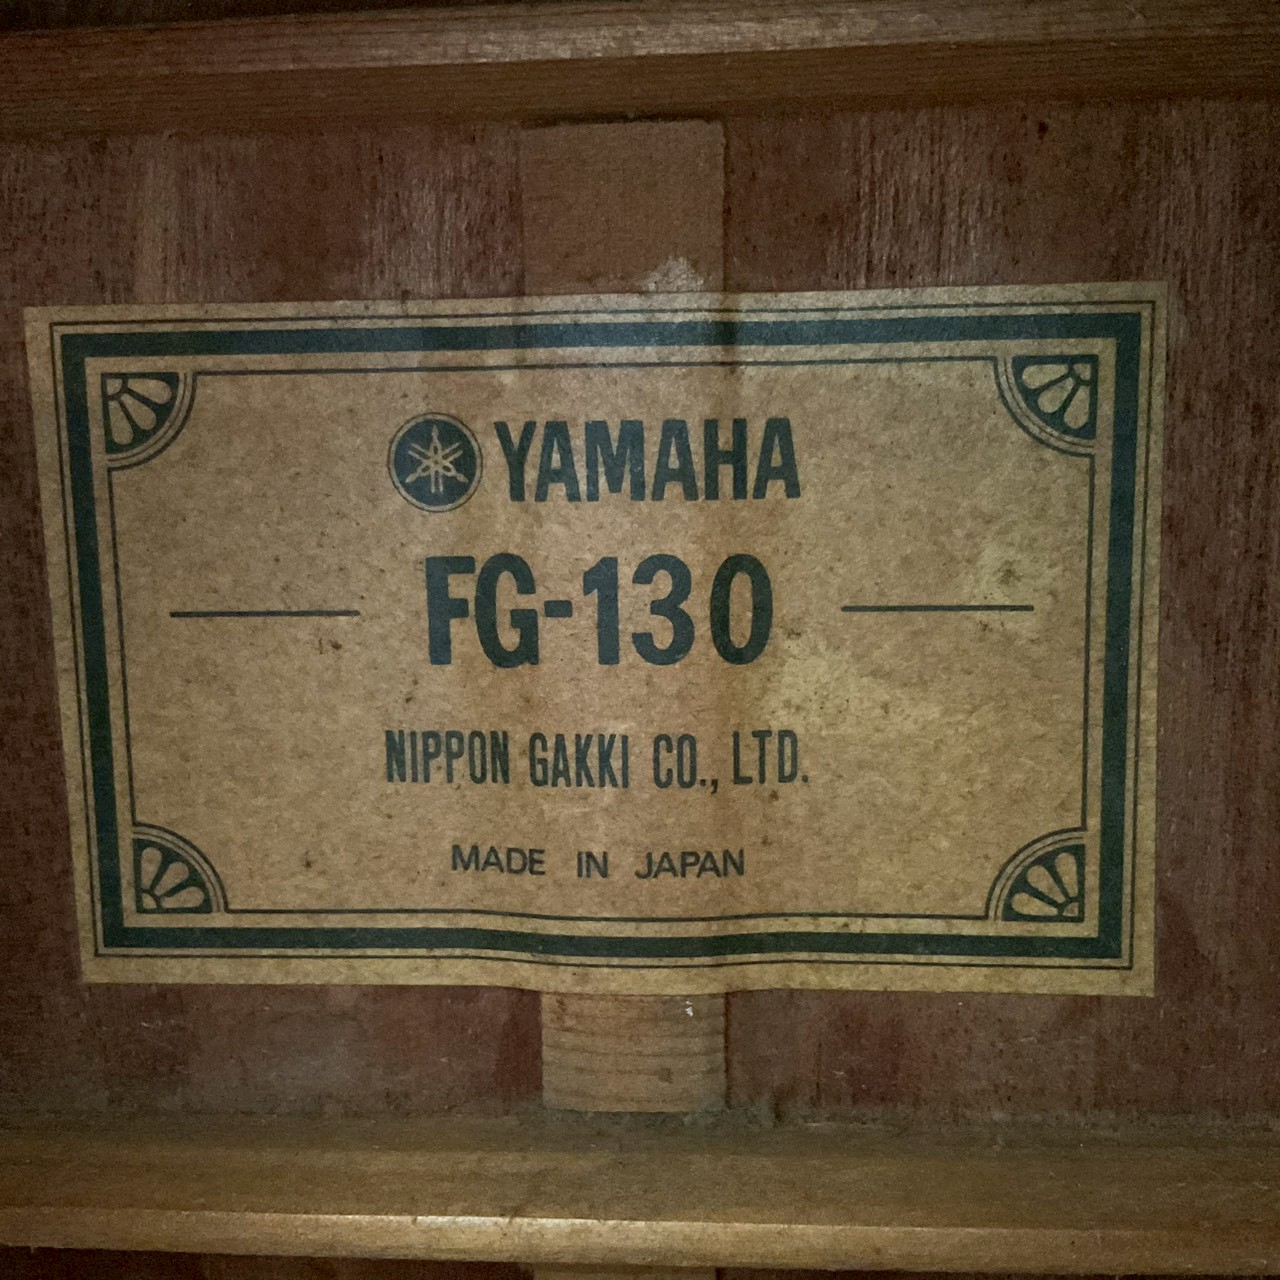 YAMAHA
FG-130
NIPPON GAKKI CO., LTD.
MADE IN JAPAN